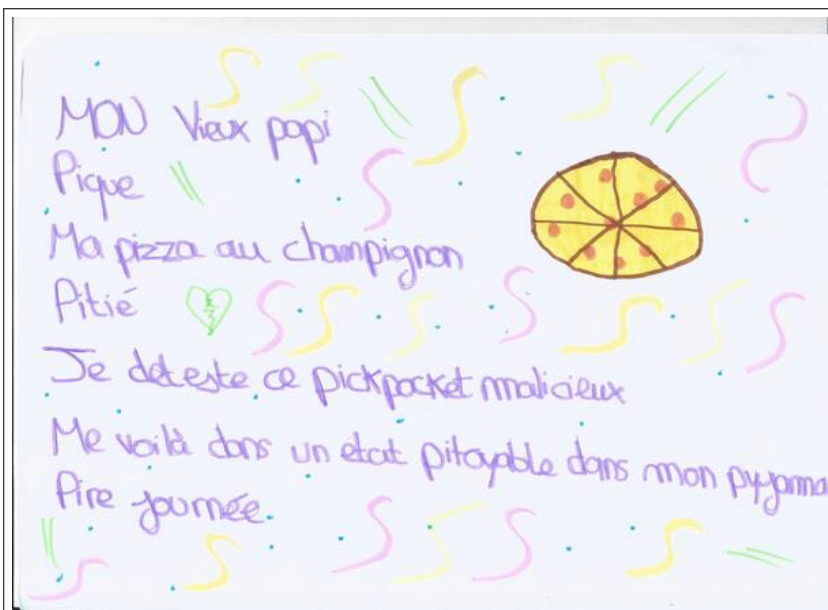 MON Vieux papi
Pique
Ma pizza au champignon
Pitié
Je déteste ce pickpocket malicieux
Me voilà dans un état pitoyable dans mon pyjama
Pire journée.